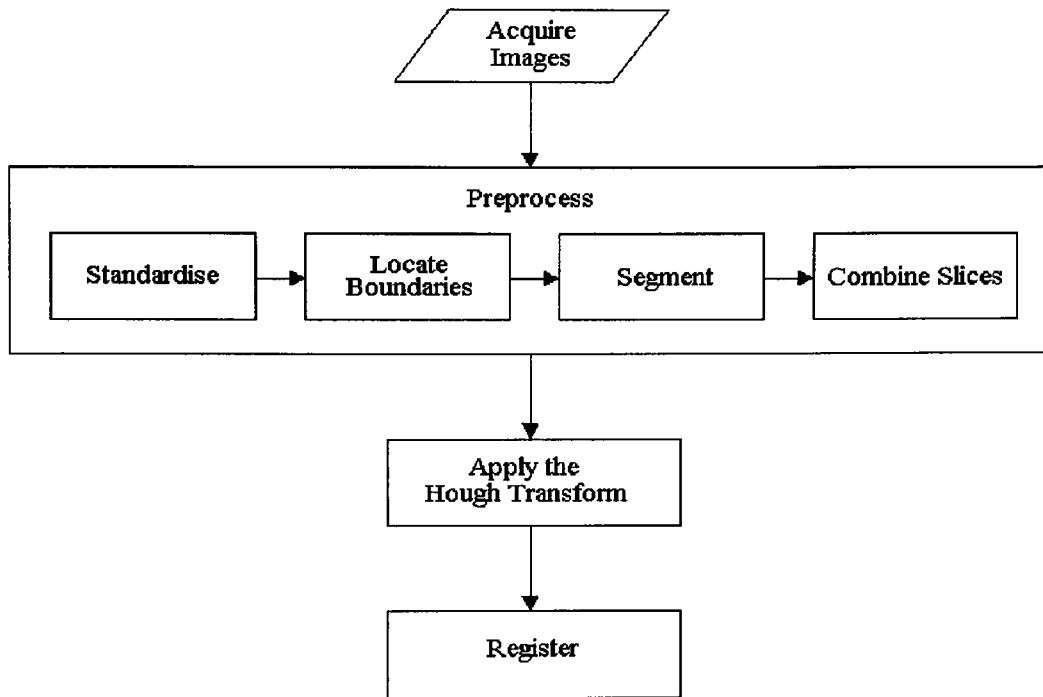 Acquire
Images
Preprocess
Standardise
Locate
Boundaries
Segment
Combine Slices
Apply the
Hough Transform
Register